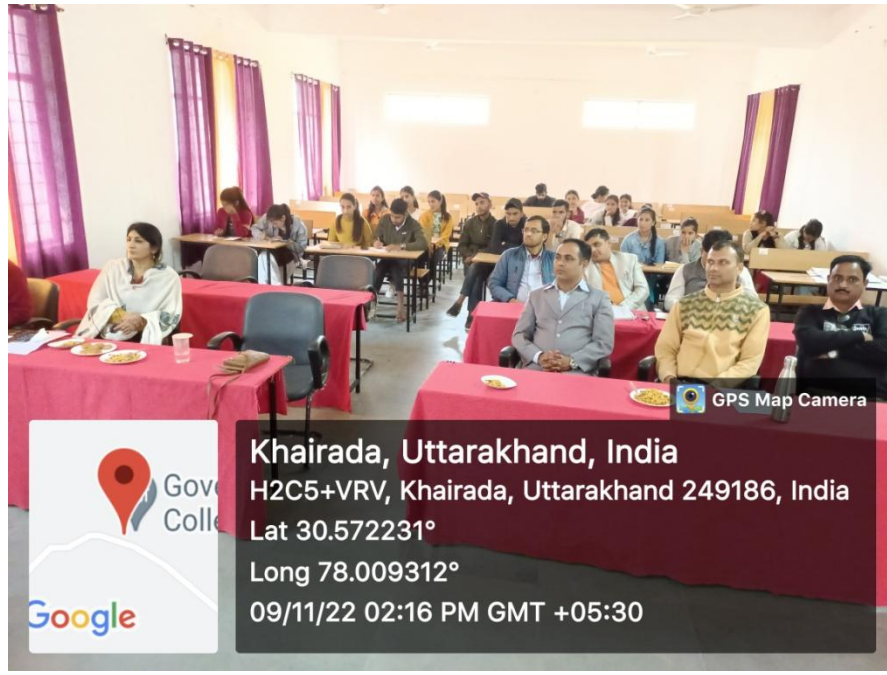 GPS Map Camera
Khairada, Uttarakhand, India
H2C5+VRV, Khairada, Uttarakhand 249186, India
Lat 30.572231°
Long 78.009312°
09/11/22 02:16 PM GMT +05:30
Gove
Colle
Google